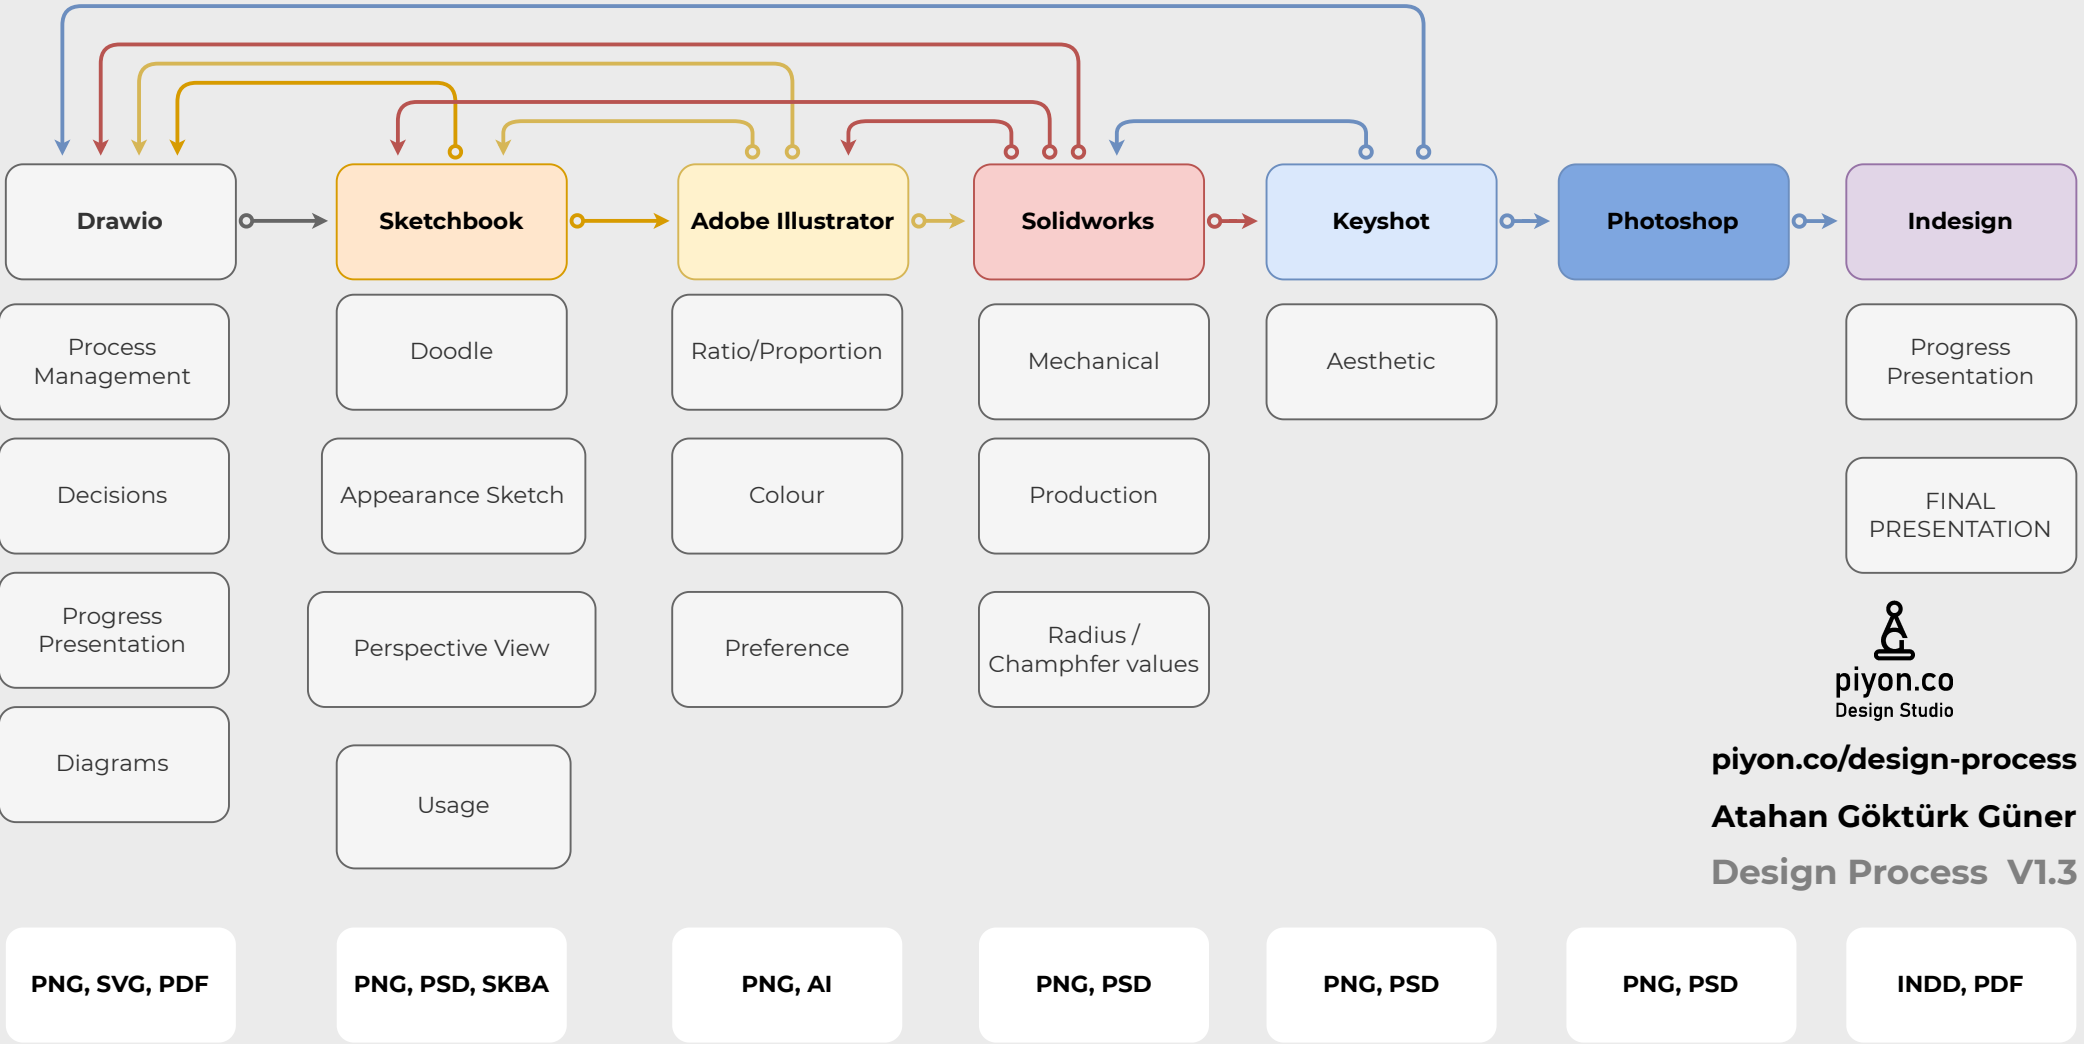 Drawio
Sketchbook
Adobe Illustrator
Solidworks
Keyshot
Photoshop
Indesign
Process
Management
Decisions
Progress
Presentation
Diagrams
Doodle
Appearance Sketch
Perspective View
Usage
Ratio/Proportion
Colour
Preference
Mechanical
Production
Radius /
Champhfer values
Aesthetic
Progress
Presentation
FINAL
PRESENTATION
piyon.co
Design Studio
piyon.co/design-process
Atahan Göktürk Güner
Design Process V1.3
PNG, SVG, PDF
PNG, PSD, SKBA
PNG, AI
PNG, PSD
PNG, PSD
PNG, PSD
INDD, PDF